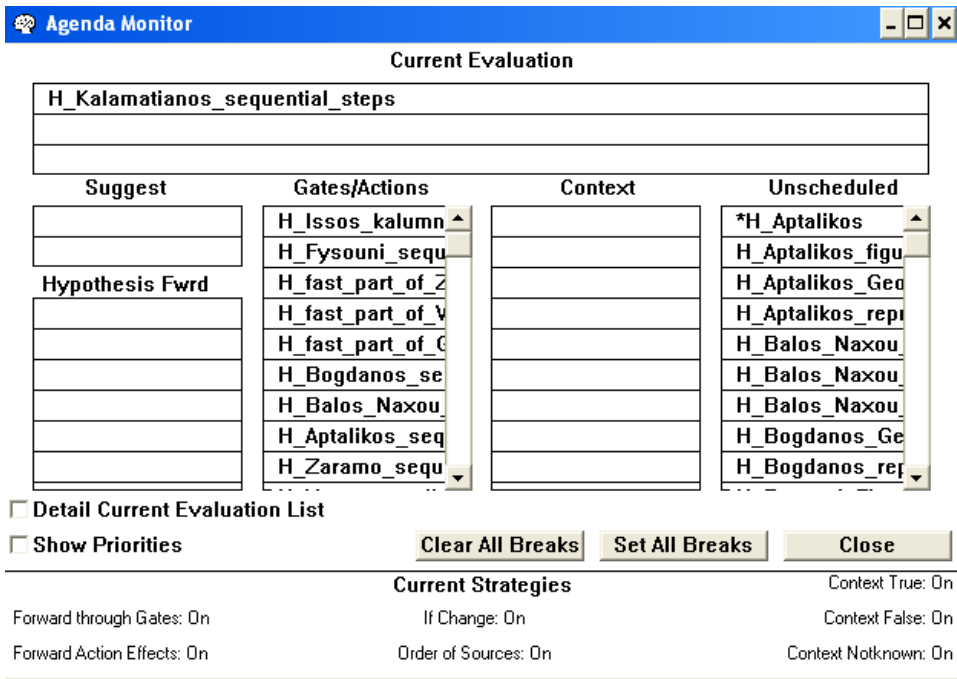 Agenda Monitor
Current Evaluation
H_Kalamatianos_sequential_steps
Suggest
Hypothesis Fwrd
Gates/Actions
H_Issos_kalumn
H_Fysouni_sequ
H_fast_part_of_Z
H_fast_part_of_V
H_fast_part_of_G
H_Bogdanos_se
H_Balos_Naxou_
H_Aptalikos_seq
H_Zaramo_sequ
Context
Unscheduled
*H_Aptalikos
H_Aptalikos_figu
H_Aptalikos_Geo
H_Aptalikos_repr
H_Balos_Naxou_
H_Balos_Naxou_
H_Balos_Naxou_
H_Bogdanos_Ge
H_Bogdanos_rep
Detail Current Evaluation List
Show Priorities
Clear All Breaks
Set All Breaks
Close
Current Strategies
Context True: On
Forward through Gates: On
If Change: On
Context False: On
Forward Action Effects: On
Order of Sources: On
Context Notknown: On